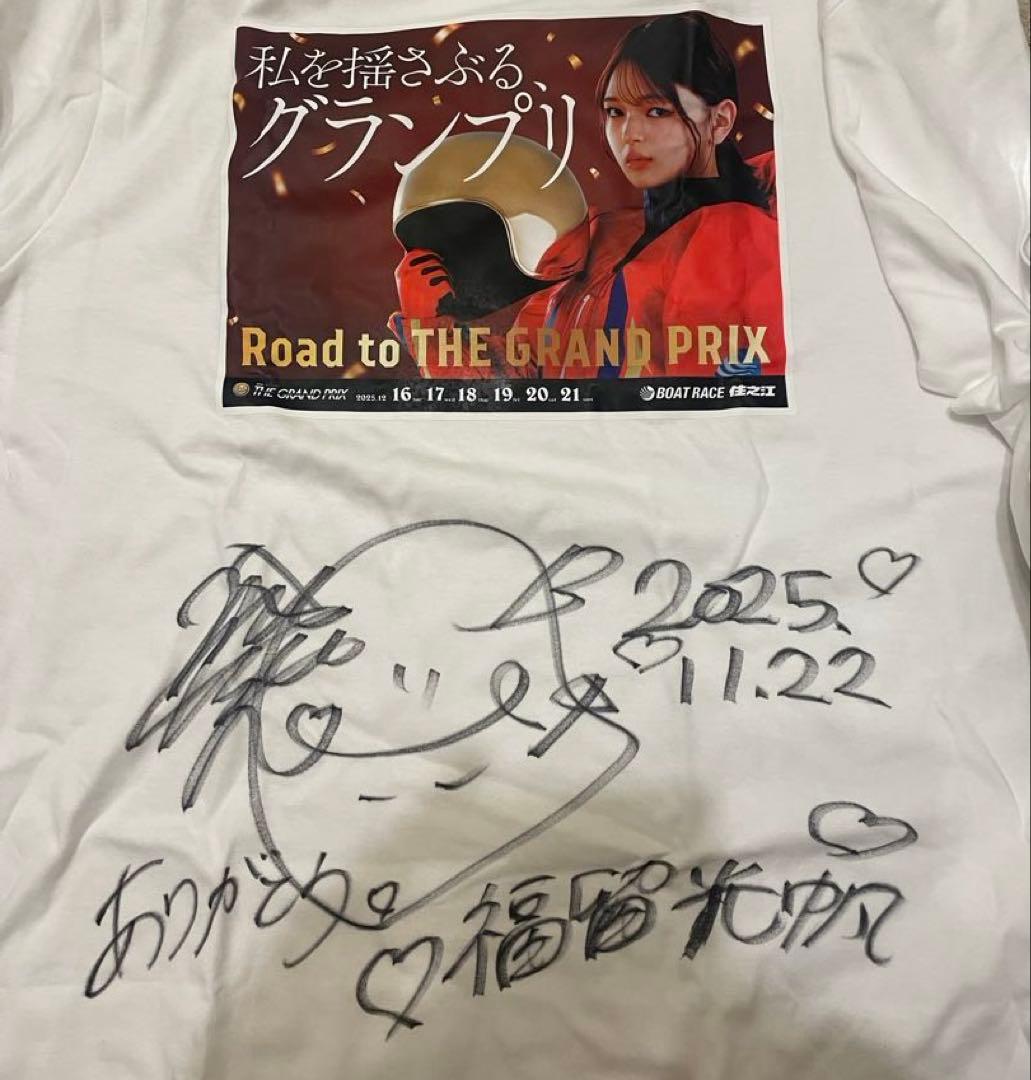 私を揺さぶる、
グランプリ
Road to THE GRAND PRIX
THE GRAND PRIX 2025.12 16 17 18 19 20 21 BOAT RACE 住之江
2025.
11.22
ありがとう。
福留光帆